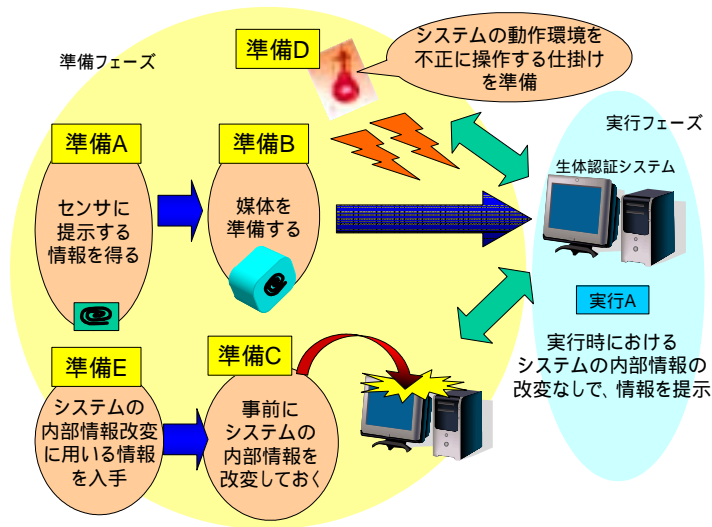 準備フェーズ
準備D
システムの動作環境を
不正に操作する仕掛け
を準備
準備A
センサに
提示する
情報を得る
準備B
媒体を
準備する
実行フェーズ
生体認証システム
実行A
実行時における
システムの内部情報の
改変なしで、情報を提示
準備E
システムの
内部情報改変
に用いる情報
を入手
準備C
事前に
システムの
内部情報を
改変しておく